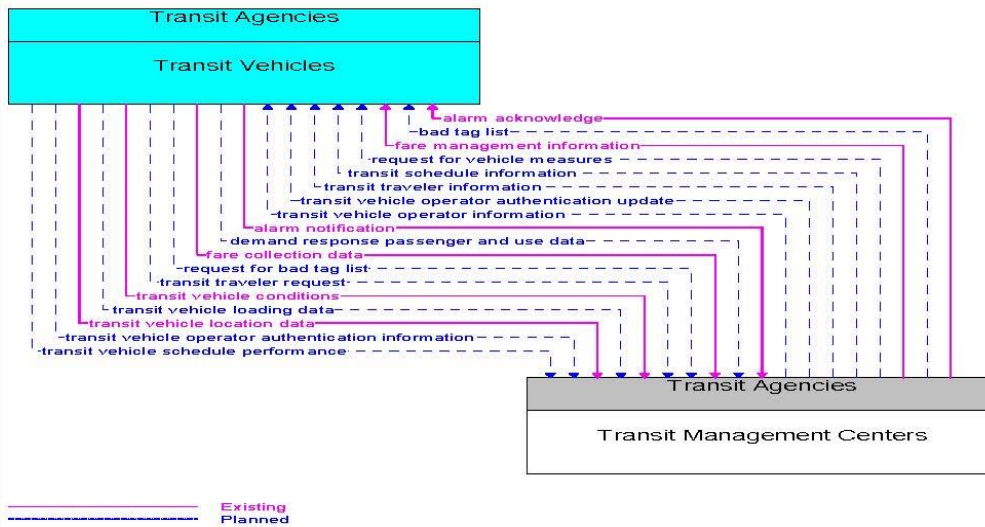 Transit Agencies
Transit Vehicles
alarm acknowledge
bad tag list
fare management information
request for vehicle measures
transit schedule information
transit traveler information
transit vehicle operator authentication update
transit vehicle operator information
alarm notification
demand response passenger and use data
fare collection data
request for bad tag list
transit traveler request
transit vehicle conditions
transit vehicle loading data
transit vehicle location data
transit vehicle operator authentication information
transit vehicle schedule performance
Transit Agencies
Transit Management Centers
Existing
Planned